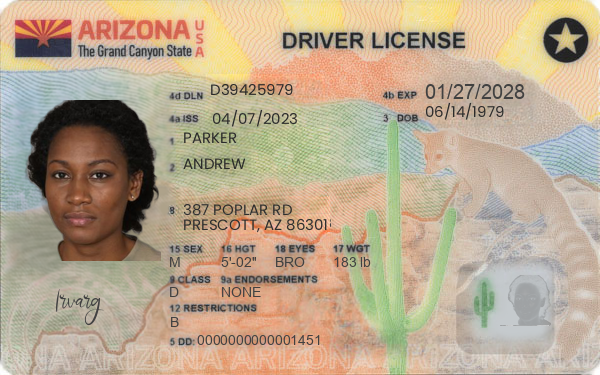 ARIZONA USA
The Grand Canyon State
DRIVER LICENSE
4d DLN D39425979
4b EXP 01/27/2028
4a ISS 04/07/2023
3 DOB 06/14/1979
1 PARKER
2 ANDREW
8 387 POPLAR RD
PRESCOTT, AZ 86301
15 SEX 16 HGT 18 EYES 17 WGT
M 5'-02" BRO 183 lb
9 CLASS 9a ENDORSEMENTS
D NONE
12 RESTRICTIONS
B
5 DD: 0000000000001451
ARIZONA ARIZONA ARIZONA ARIZONA